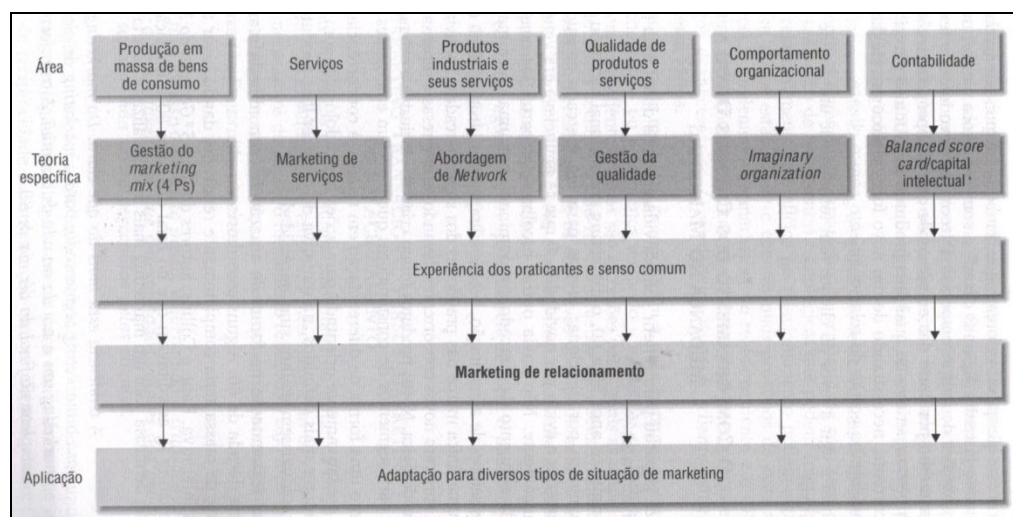 Área
Produção em
massa de bens
de consumo
Serviços
Produtos
industriais e
seus serviços
Qualidade de
produtos e
serviços
Comportamento
organizacional
Contabilidade
Teoria
específica
Gestão do
marketing
mix (4 Ps)
Marketing de
serviços
Abordagem
de Network
Gestão da
qualidade
Imaginary
organization
Balanced score
card/capital
intelectual*
Experiência dos praticantes e senso comum
Marketing de relacionamento
Aplicação
Adaptação para diversos tipos de situação de marketing